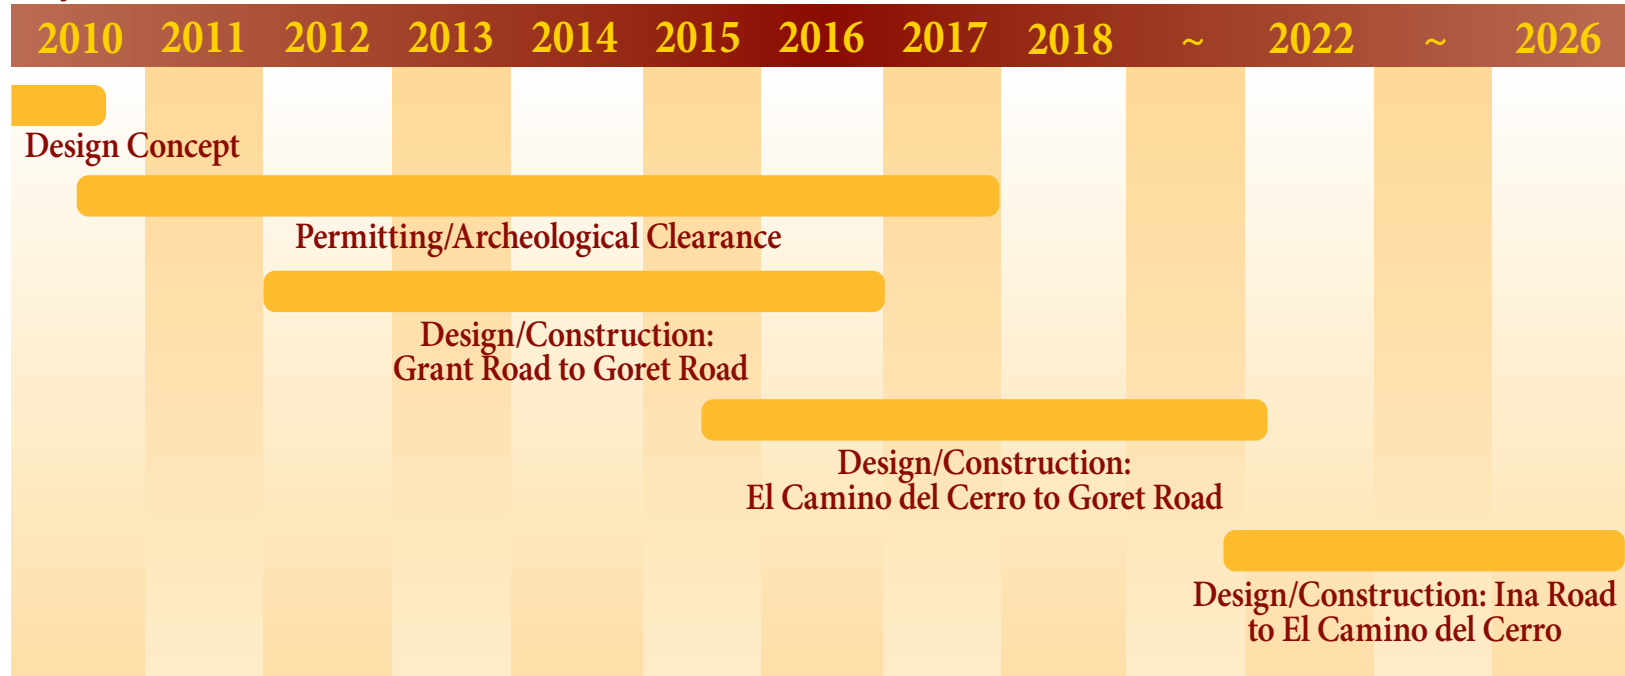 2010 2011 2012 2013 2014 2015 2016 2017 2018 ~ 2022 ~ 2026
Design Concept
Permitting/Archeological Clearance
Design/Construction:
Grant Road to Goret Road
Design/Construction:
El Camino del Cerro to Goret Road
Design/Construction: Ina Road
to El Camino del Cerro